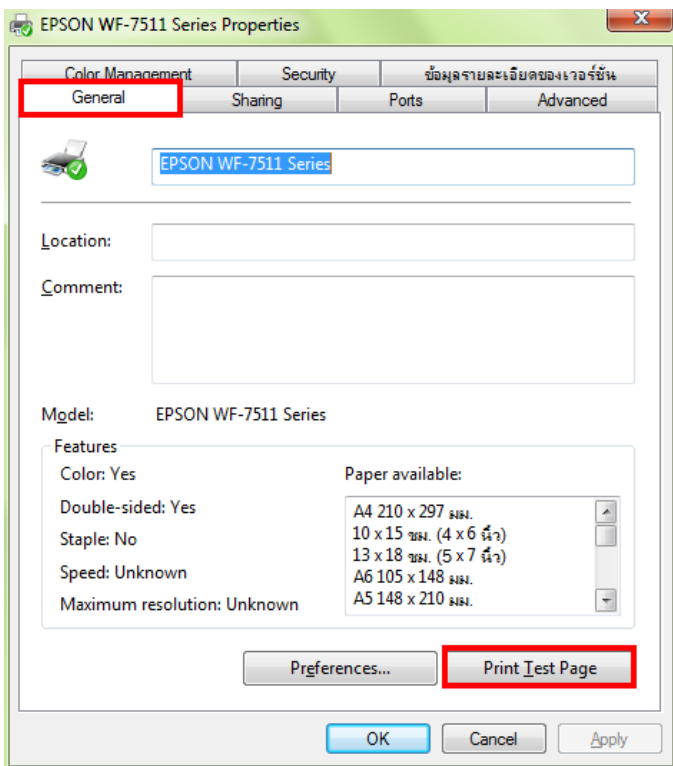 EPSON WF-7511 Series Properties
Color Management Security ข้อมูลรายละเอียดของเวอร์ชั่น
General Sharing Ports Advanced
EPSON WF-7511 Series
Location:
Comment:
Model: EPSON WF-7511 Series
Features
Color: Yes Paper available:
Double-sided: Yes
Staple: No
Speed: Unknown
Maximum resolution: Unknown
A4 210 x 297 มม.
10 x 15 ซม. (4 x 6 นิ้ว)
13 x 18 ซม. (5 x 7 นิ้ว)
A6 105 x 148 มม.
A5 148 x 210 มม.
Preferences... Print Test Page
OK Cancel Apply